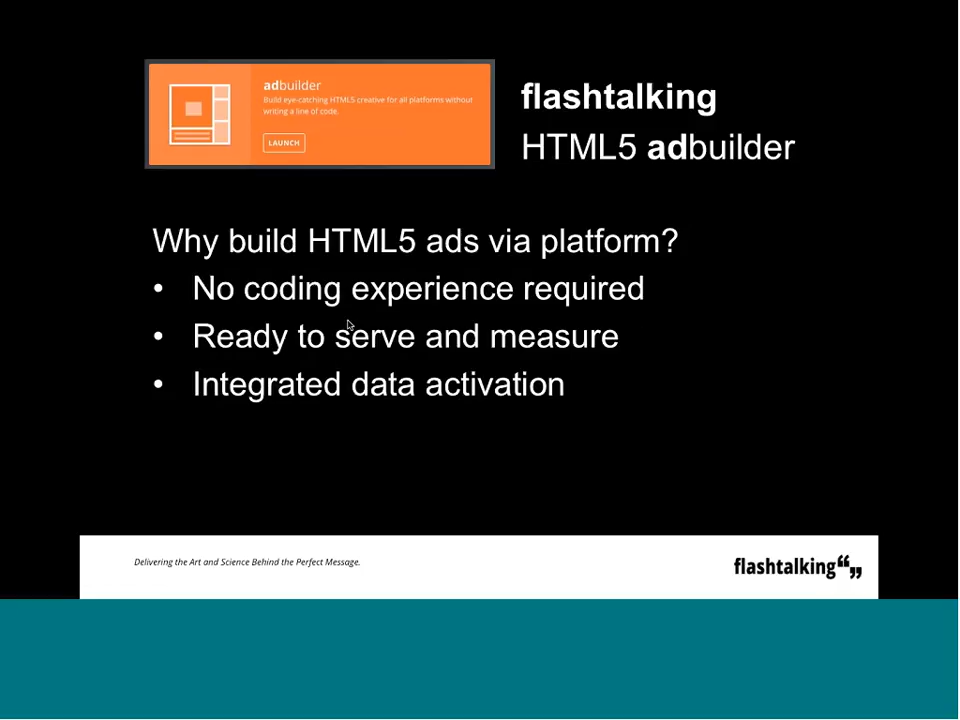 adbuilder
Build eye-catching HTML5 creative for all platforms without
writing a line of code.
LAUNCH
flashtalking
HTML5 adbuilder
Why build HTML5 ads via platform?
• No coding experience required
• Ready to serve and measure
• Integrated data activation
Delivering the Art and Science Behind the Perfect Message.
flashtalking“„